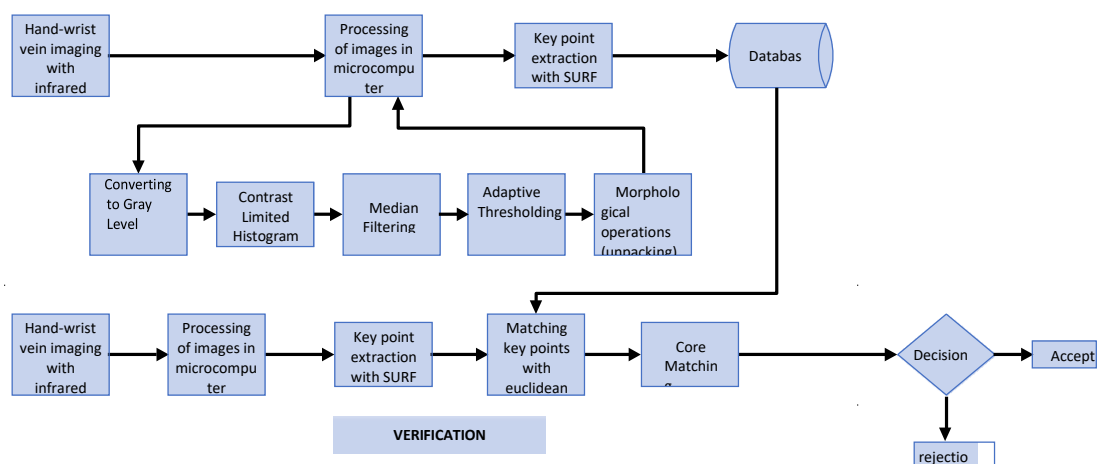 Hand-wrist
vein imaging
with
infrared
Processing
of images in
microcompu
ter
Key point
extraction
with SURF
Databas
Converting
to Gray
Level
Contrast
Limited
Histogram
Median
Filtering
Adaptive
Thresholding
Morpholo
gical
operations
(unpacking)
Hand-wrist
vein imaging
with
infrared
Processing
of images in
microcompu
ter
Key point
extraction
with SURF
Matching
key points
with
euclidean
Core
Matchin
g
Decision
Accept
rejectio
VERIFICATION